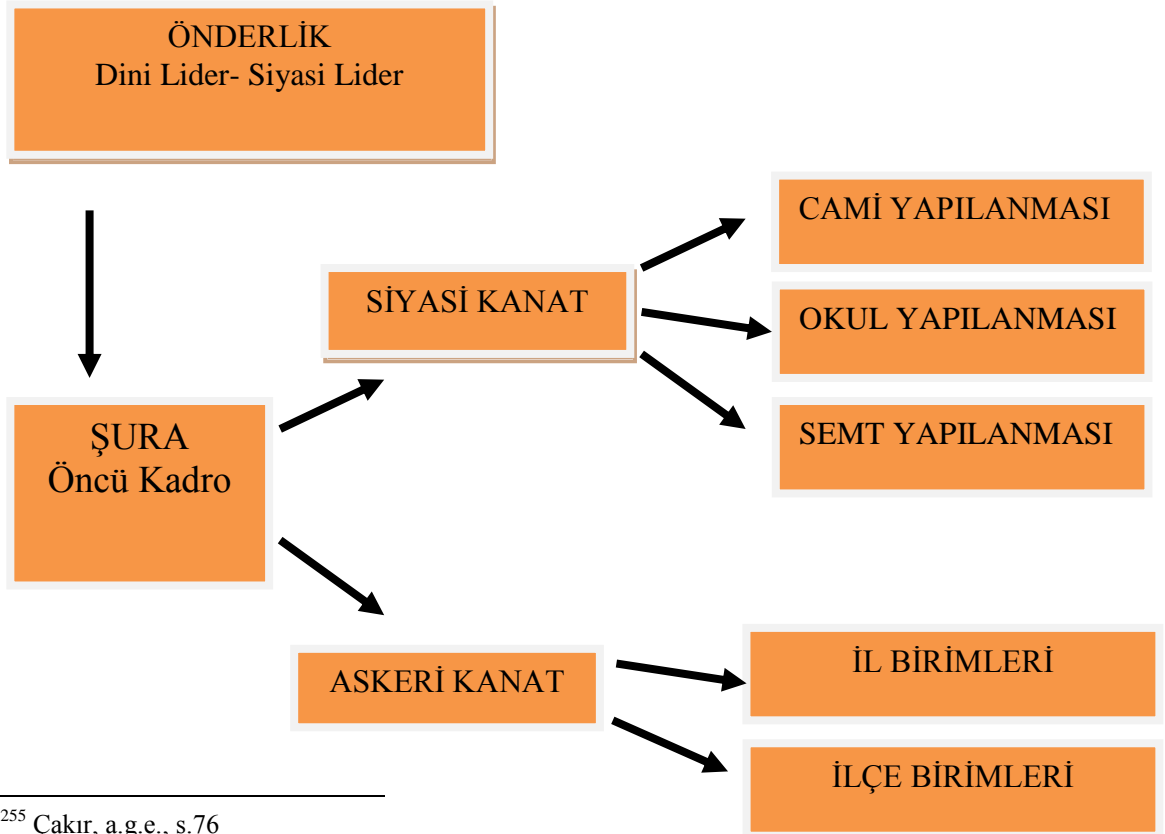 ÖNDERLİK
Dini Lider- Siyasi Lider
CAMİ YAPILANMASI
SİYASİ KANAT
OKUL YAPILANMASI
ŞURA
Öncü Kadro
SEMT YAPILANMASI
ASKERİ KANAT
İL BİRİMLERİ
İLÇE BİRİMLERİ
255 Çakır, a.g.e., s.76